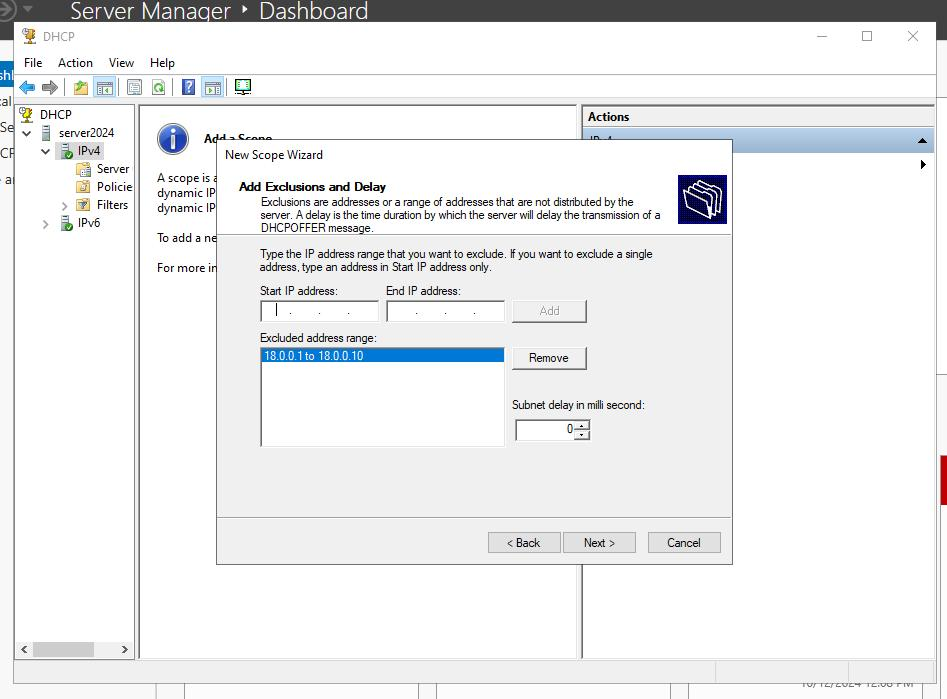 Server Manager ‣ Dashboard
DHCP
File Action View Help
DHCP
server2024
IPv4
Server
Policie
Filters
IPv6
Add a Scope
A scope is a
dynamic IP
dynamic IP
To add a ne
For more in
Actions
New Scope Wizard
Add Exclusions and Delay
Exclusions are addresses or a range of addresses that are not distributed by the
server. A delay is the time duration by which the server will delay the transmission of a
DHCPOFFER message.
Type the IP address range that you want to exclude. If you want to exclude a single
address, type an address in Start IP address only.
Start IP address: End IP address:
Add
Excluded address range:
18.0.0.1 to 18.0.0.10
Remove
Subnet delay in milli second:
0
< Back Next > Cancel